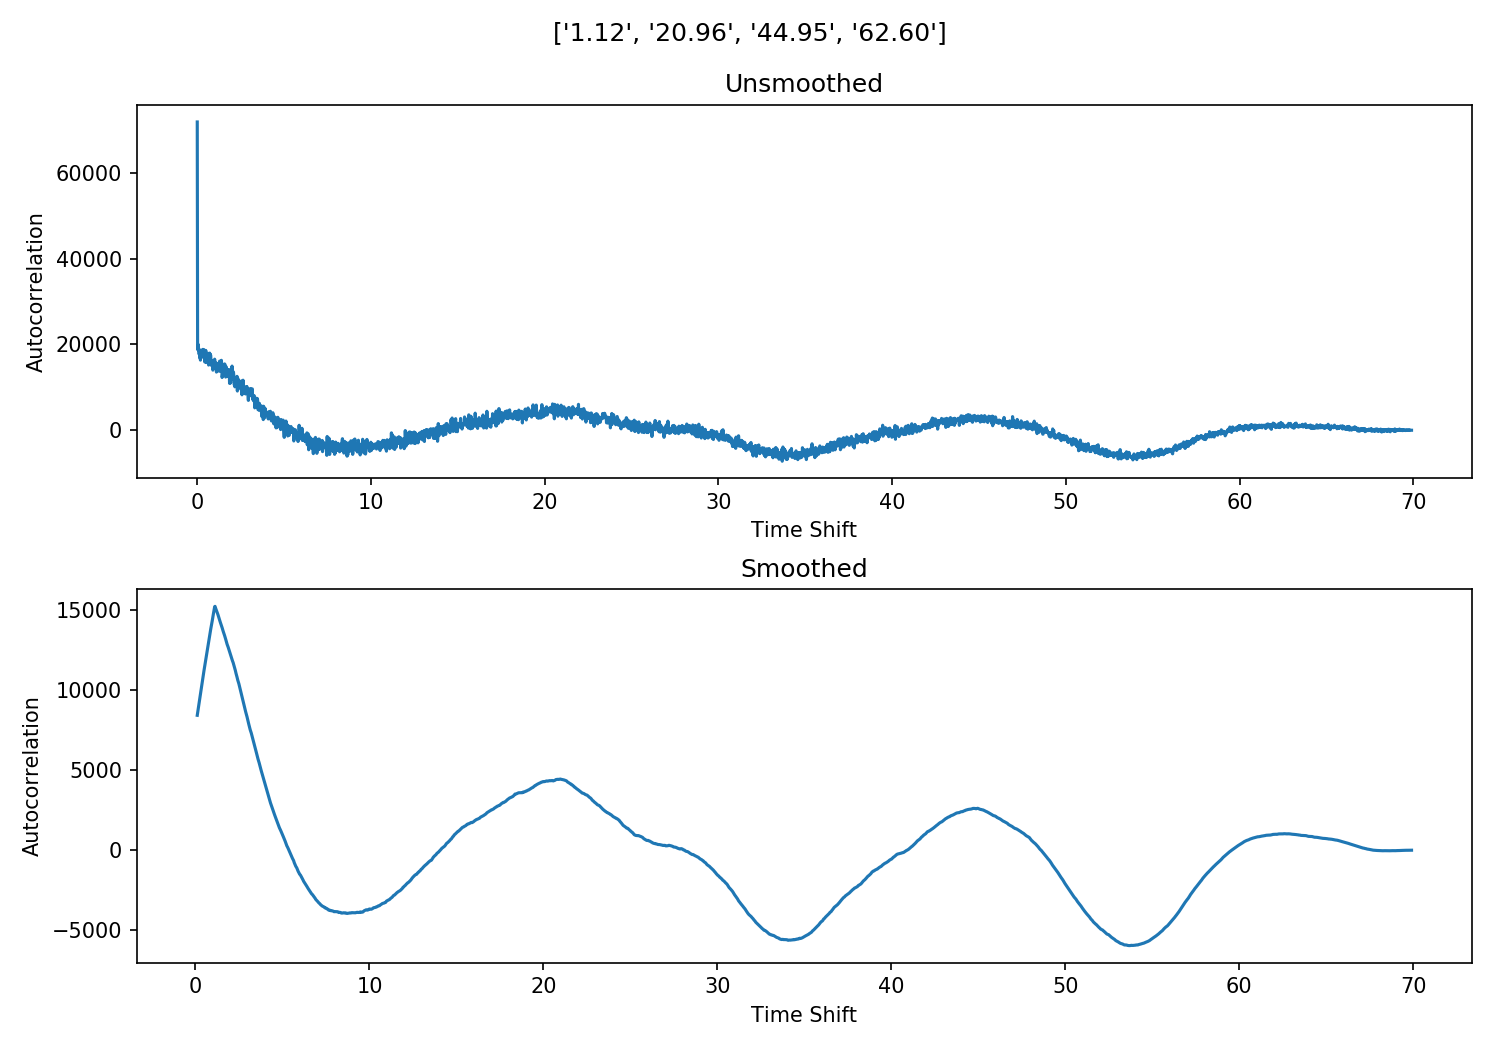 ['1.12', '20.96', '44.95', '62.60']
Unsmoothed
Autocorrelation
60000
40000
20000
0
0 10 20 30 40 50 60 70
Time Shift
Smoothed
Autocorrelation
15000
10000
5000
0
−5000
0 10 20 30 40 50 60 70
Time Shift